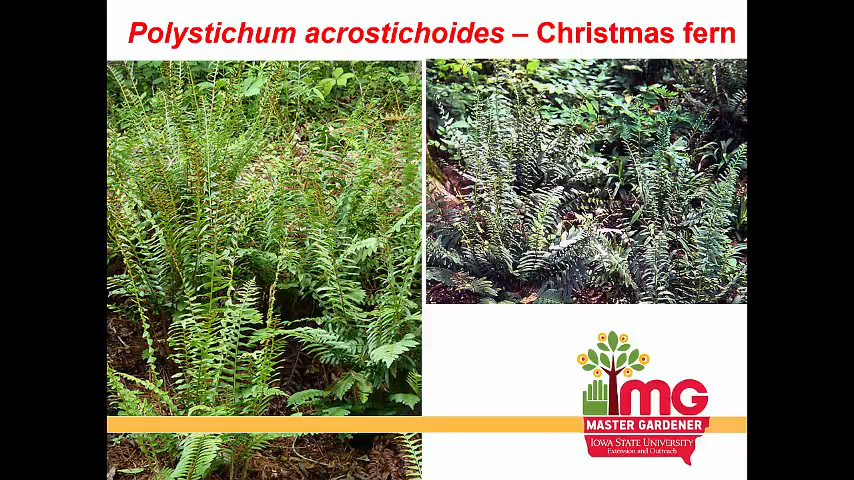 Polystichum acrostichoides – Christmas fern
MG
MASTER GARDENER
IOWA STATE UNIVERSITY
Extension and Outreach